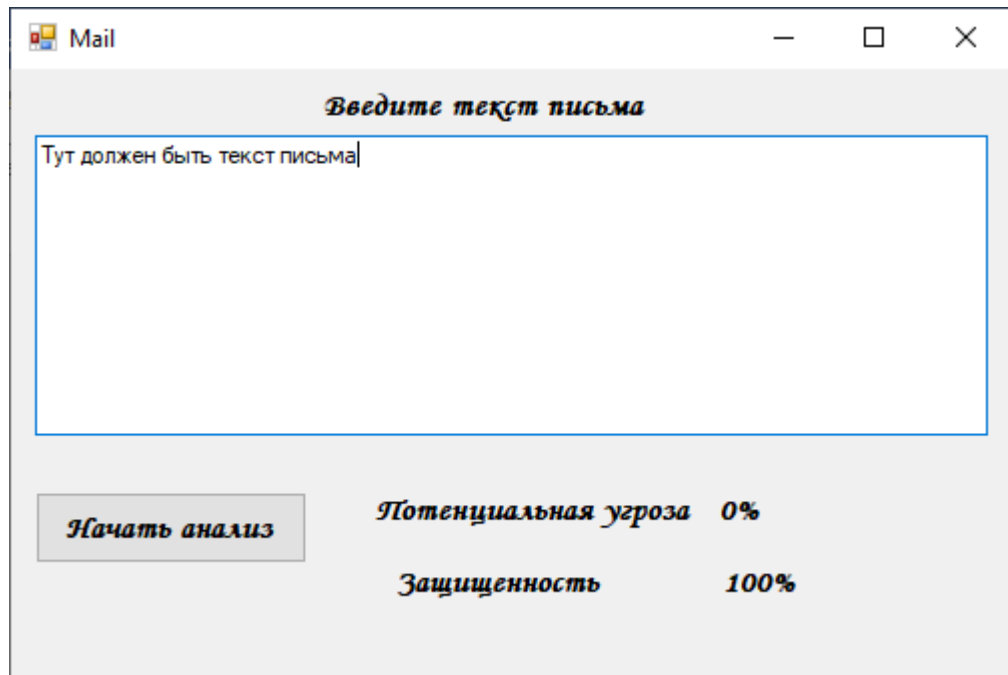 Mail
Введите текст письма
Тут должен быть текст письма
Начать анализ
Потенциальная угроза 0%
Защищенность 100%